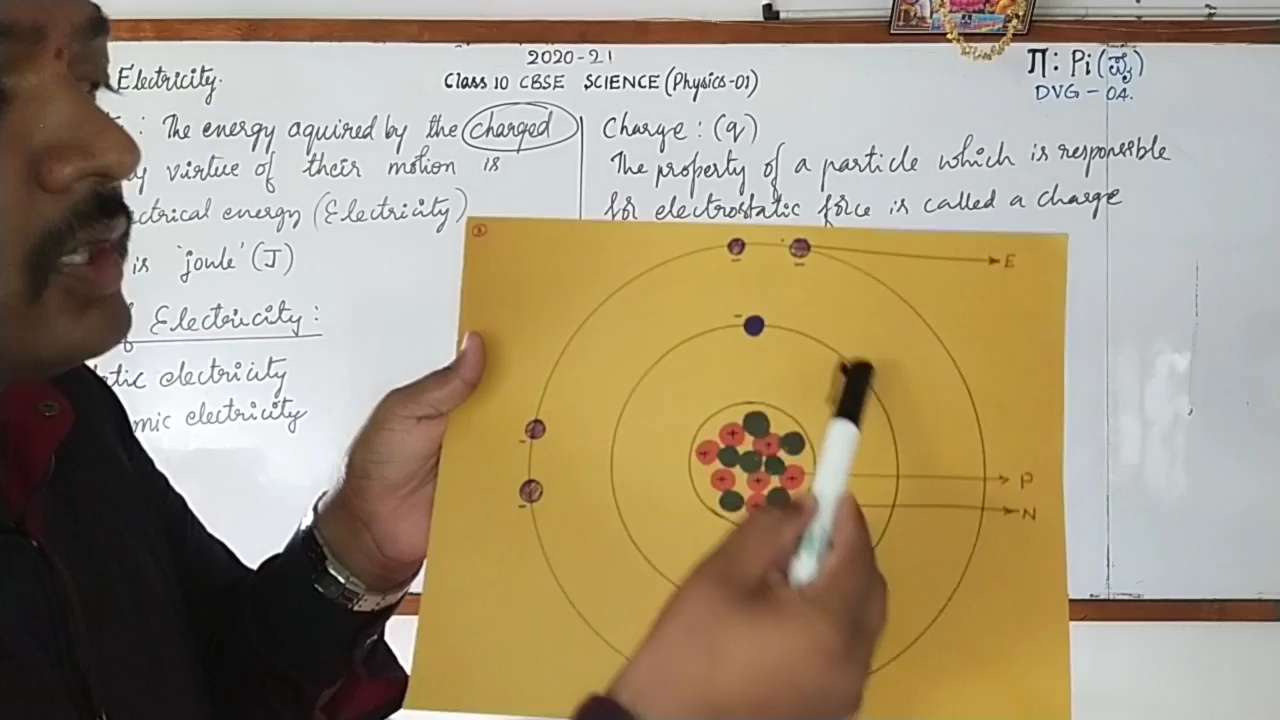 2020-21
Class 10 CBSE SCIENCE (Physics-01)
π: Pi (ಪೈ)
DVG - 04.
Electricity.
: The energy aquired by the charged
virtue of their motion is
ctrical energy (Electricity)
is 'joule' (J)
Electricity:
tic electricity
mic electricity
Charge: (q)
The property of a particle which is responsible
for electrostatic force is called a charge
E
P
N